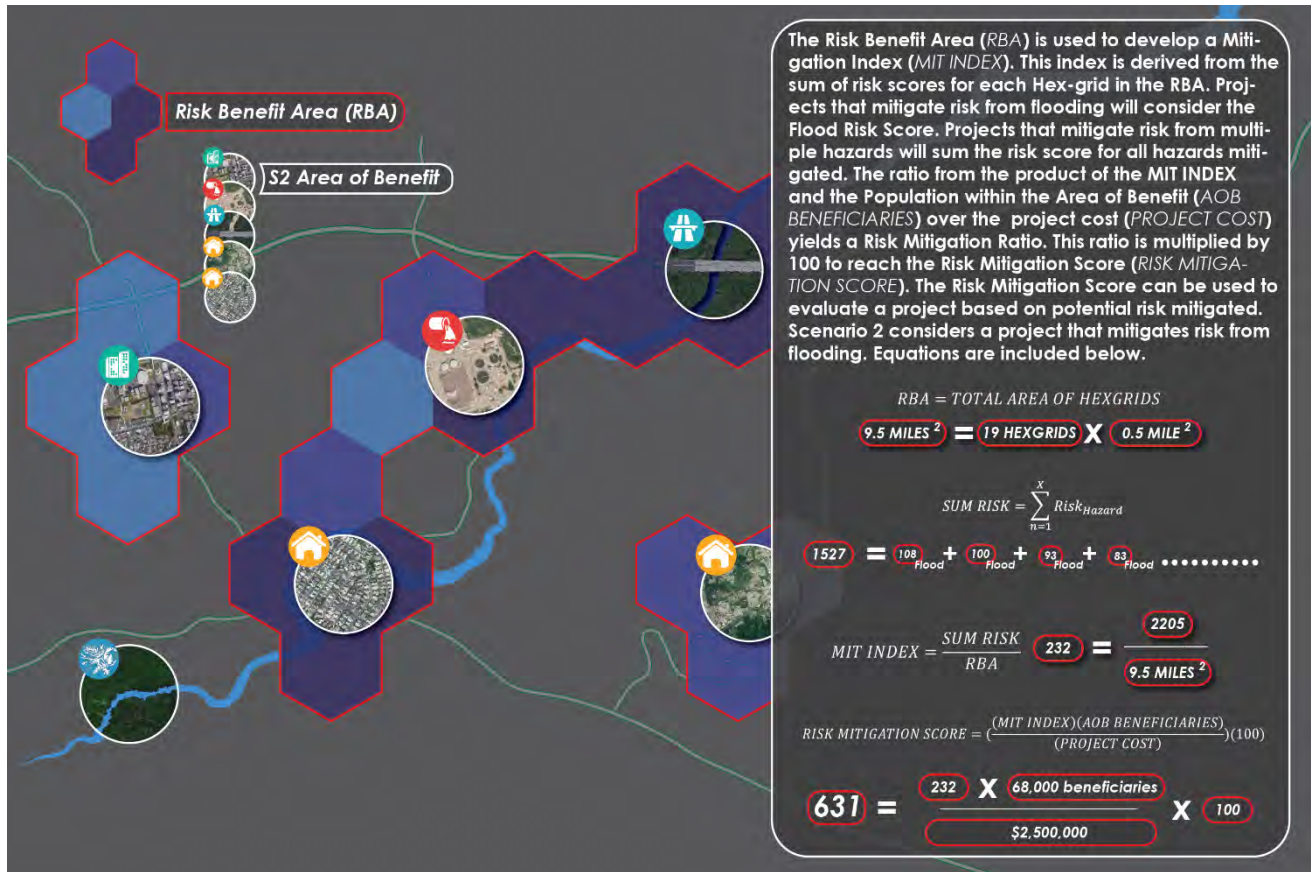 Risk Benefit Area (RBA)
S2 Area of Benefit
The Risk Benefit Area (RBA) is used to develop a Miti-
gation Index (MIT INDEX). This index is derived from the
sum of risk scores for each Hex-grid in the RBA. Proj-
ects that mitigate risk from flooding will consider the
Flood Risk Score. Projects that mitigate risk from multi-
ple hazards will sum the risk score for all hazards miti-
gated. The ratio from the product of the MIT INDEX
and the Population within the Area of Benefit (AOB
BENEFICIARIES) over the project cost (PROJECT COST)
yields a Risk Mitigation Ratio. This ratio is multiplied by
100 to reach the Risk Mitigation Score (RISK MITIGA-
TION SCORE). The Risk Mitigation Score can be used to
evaluate a project based on potential risk mitigated.
Scenario 2 considers a project that mitigates risk from
flooding. Equations are included below.
RBA = TOTAL AREA OF HEXGRIDS
9.5 MILES² = 19 HEXGRIDS X 0.5 MILE²
SUM RISK = ∑ₙ₌₁ˣ Risk_Hazard
1527 = 108 Flood + 100 Flood + 93 Flood + 83 Flood ..........
MIT INDEX = SUM RISK / RBA 232 = 2205 / 9.5 MILES²
RISK MITIGATION SCORE = ((MIT INDEX)(AOB BENEFICIARIES) / (PROJECT COST))(100)
631 = 232 X 68,000 beneficiaries / $2,500,000 X 100